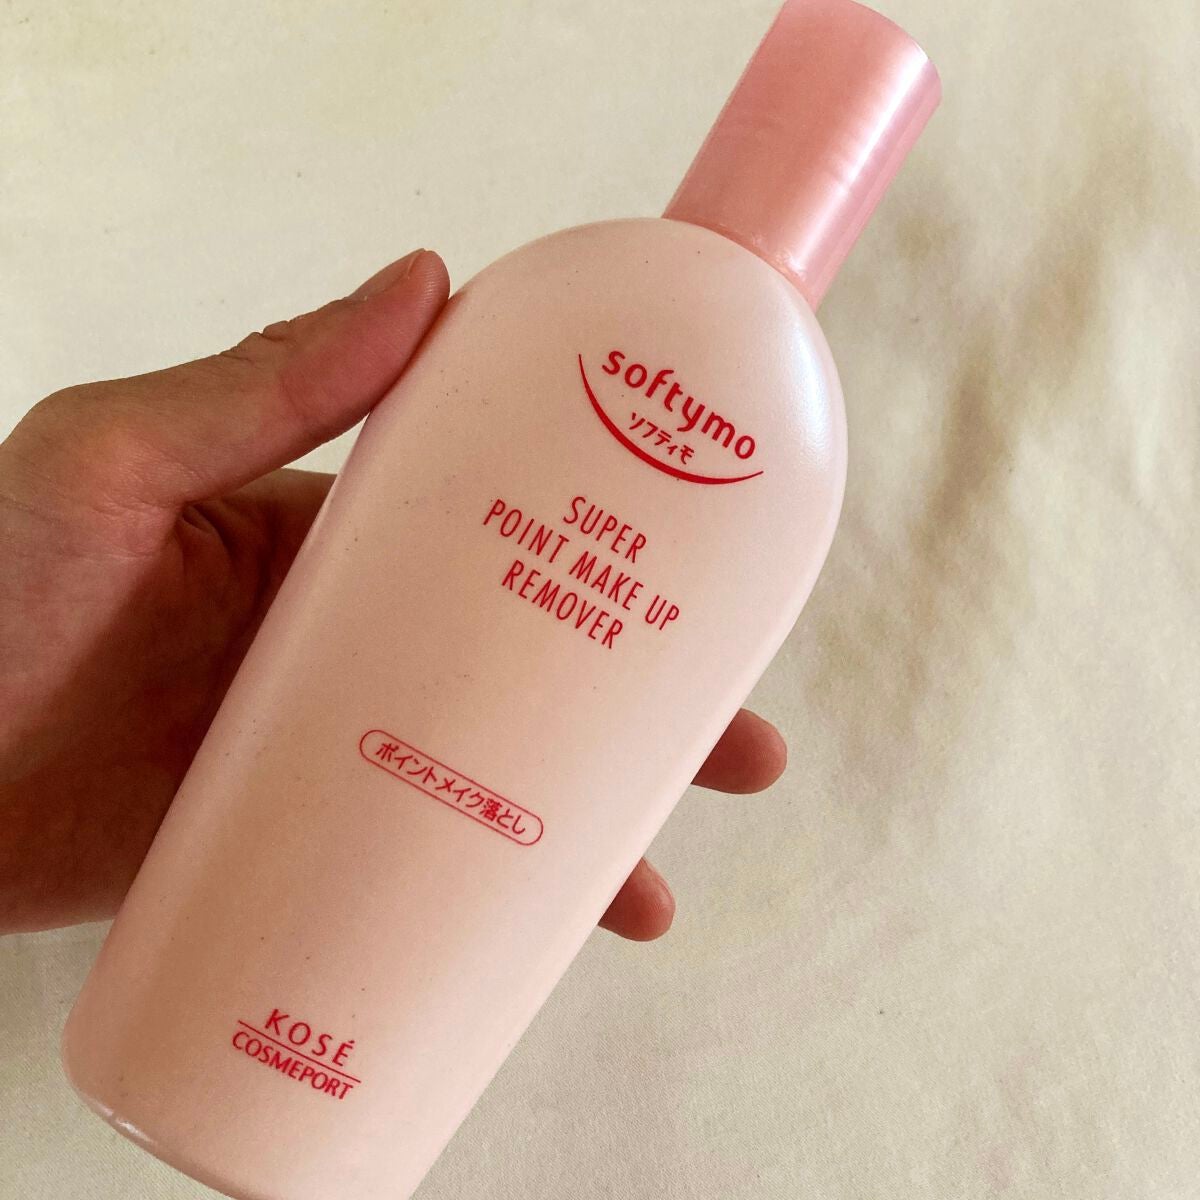 softymo
ソフティモ
SUPER
POINT MAKE UP
REMOVER
ポイントメイク落とし
KOSÉ
COSMEPORT